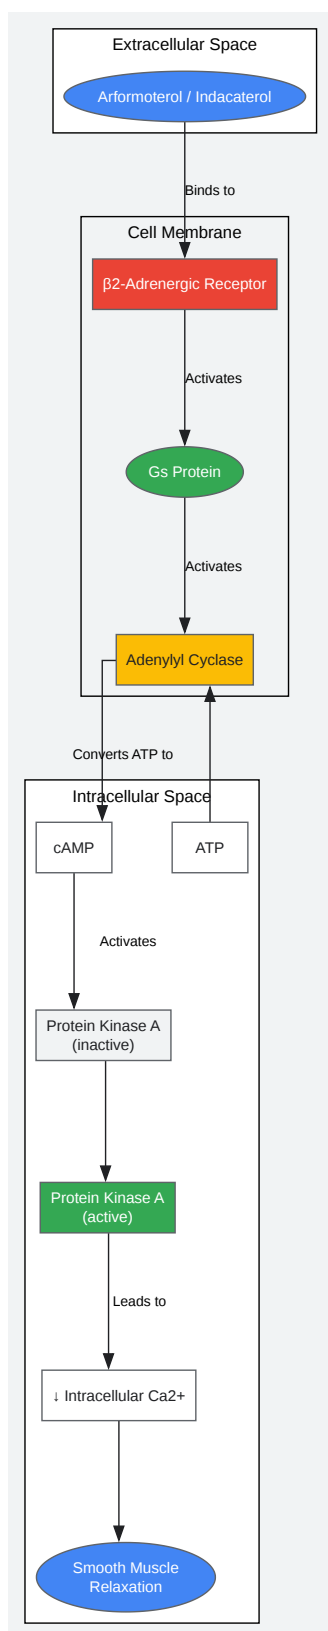 Extracellular Space
Arformoterol / Indacaterol
Binds to
Cell Membrane
β2-Adrenergic Receptor
Activates
Gs Protein
Activates
Adenylyl Cyclase
Converts ATP to
Intracellular Space
cAMP
ATP
Activates
Protein Kinase A
(inactive)
Protein Kinase A
(active)
Leads to
↓ Intracellular Ca2+
Smooth Muscle
Relaxation